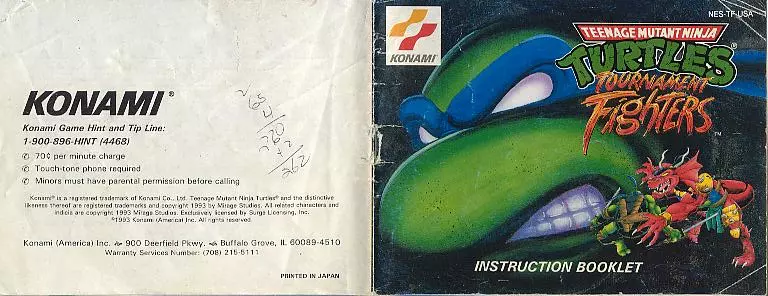 KONAMI®
Konami Game Hint and Tip Line:
1-900-896-HINT (4468)
70¢ per minute charge
Touch-tone phone required
Minors must have parental permission before calling
Konami® is a registered trademark of Konami Co., Ltd. Teenage Mutant Ninja Turtles® and the distinctive
likeness thereof are registered trademarks and copyright 1993 by Mirage Studios. All related characters and
indicia are copyright 1993 Mirage Studios. Exclusively licensed by Surge Licensing, Inc.
©1993 Konami (America) Inc. All rights reserved.
Konami (America) Inc. 900 Deerfield Pkwy. Buffalo Grove, IL 60089-4510
Warranty Services Number: (708) 215-5111
PRINTED IN JAPAN
KONAMI
NES-TF-USA
TEENAGE MUTANT NINJA
TURTLES®
TOURNAMENT
FIGHTERS™
INSTRUCTION BOOKLET